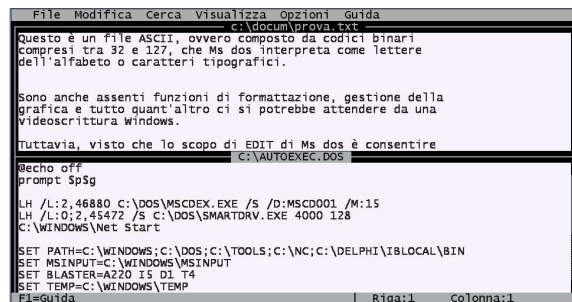 File Modifica Cerca Visualizza Opzioni Guida
c:\docum\prova.txt
Questo è un file ASCII, ovvero composto da codici binari
compresi tra 32 e 127, che Ms dos interpreta come lettere
dell'alfabeto o caratteri tipografici.
Sono anche assenti funzioni di formattazione, gestione della
grafica e tutto quant'altro ci si potrebbe attendere da una
videoscrittura Windows.
Tuttavia, visto che lo scopo di EDIT di Ms dos è consentire
C:\AUTOEXEC.DOS
@echo off
prompt $p$g
LH /L:2,46880 C:\DOS\MSCDEX.EXE /S /D:MSCD001 /M:15
LH /L:0;2,45472 /S C:\DOS\SMARTDRV.EXE 4000 128
C:\WINDOWS\Net Start
SET PATH=C:\WINDOWS;C:\DOS;C:\TOOLS;C:\NC;C:\DELPHI\IBLOCAL\BIN
SET MSINPUT=C:\WINDOWS\MSINPUT
SET BLASTER=A220 I5 D1 T4
SET TEMP=C:\WINDOWS\TEMP
F1=Guida | Riga:1 Colonna:1